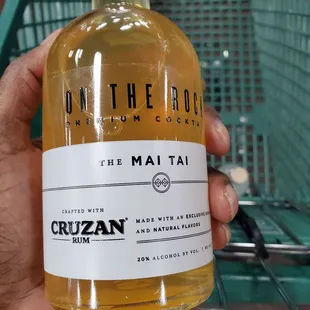 ON THE ROC
PREMIUM COCKTA
THE MAI TAI
CRAFTED WITH
CRUZAN®
RUM
MADE WITH AN EXCLUSIVE
AND NATURAL FLAVORS
20% ALCOHOL BY VOL.